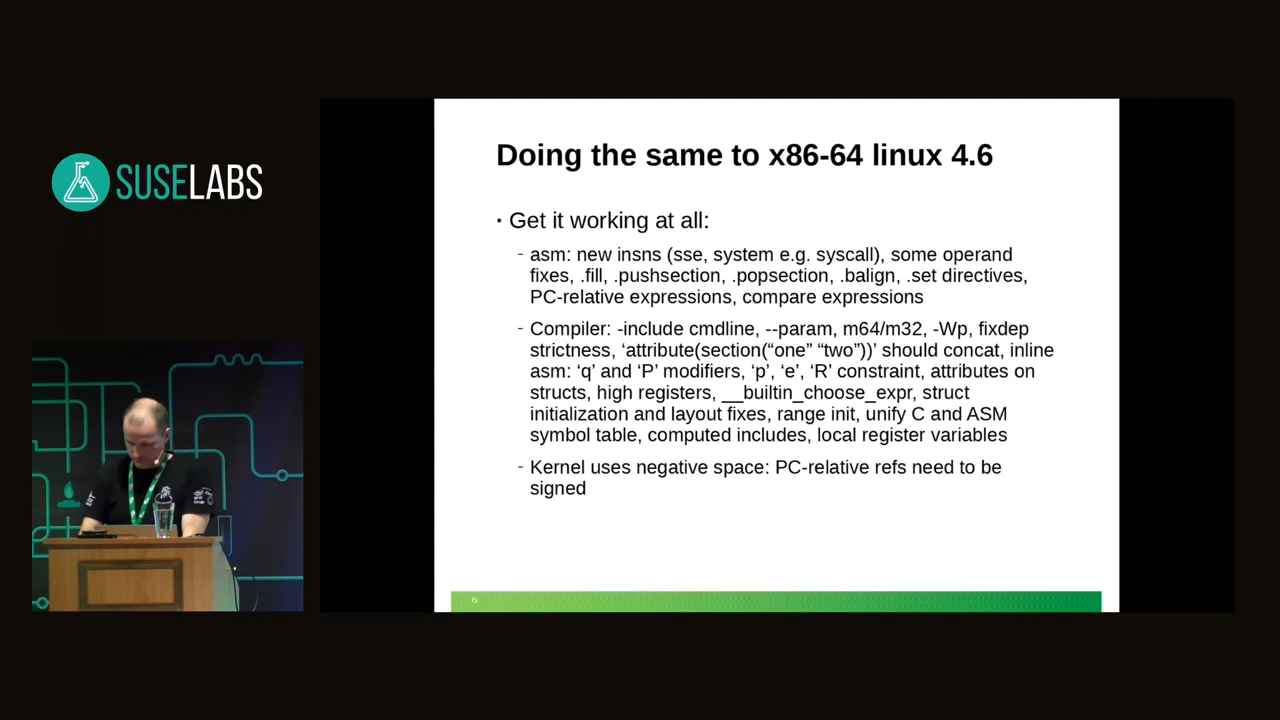 SUSELABS
Doing the same to x86-64 linux 4.6
• Get it working at all:
- asm: new insns (sse, system e.g. syscall), some operand
fixes, .fill, .pushsection, .popsection, .balign, .set directives,
PC-relative expressions, compare expressions
- Compiler: -include cmdline, --param, m64/m32, -Wp, fixdep
strictness, ‘attribute(section(“one” “two”))’ should concat, inline
asm: ‘q’ and ‘P’ modifiers, ‘p’, ‘e’, ‘R’ constraint, attributes on
structs, high registers, __builtin_choose_expr, struct
initialization and layout fixes, range init, unify C and ASM
symbol table, computed includes, local register variables
- Kernel uses negative space: PC-relative refs need to be
signed
6